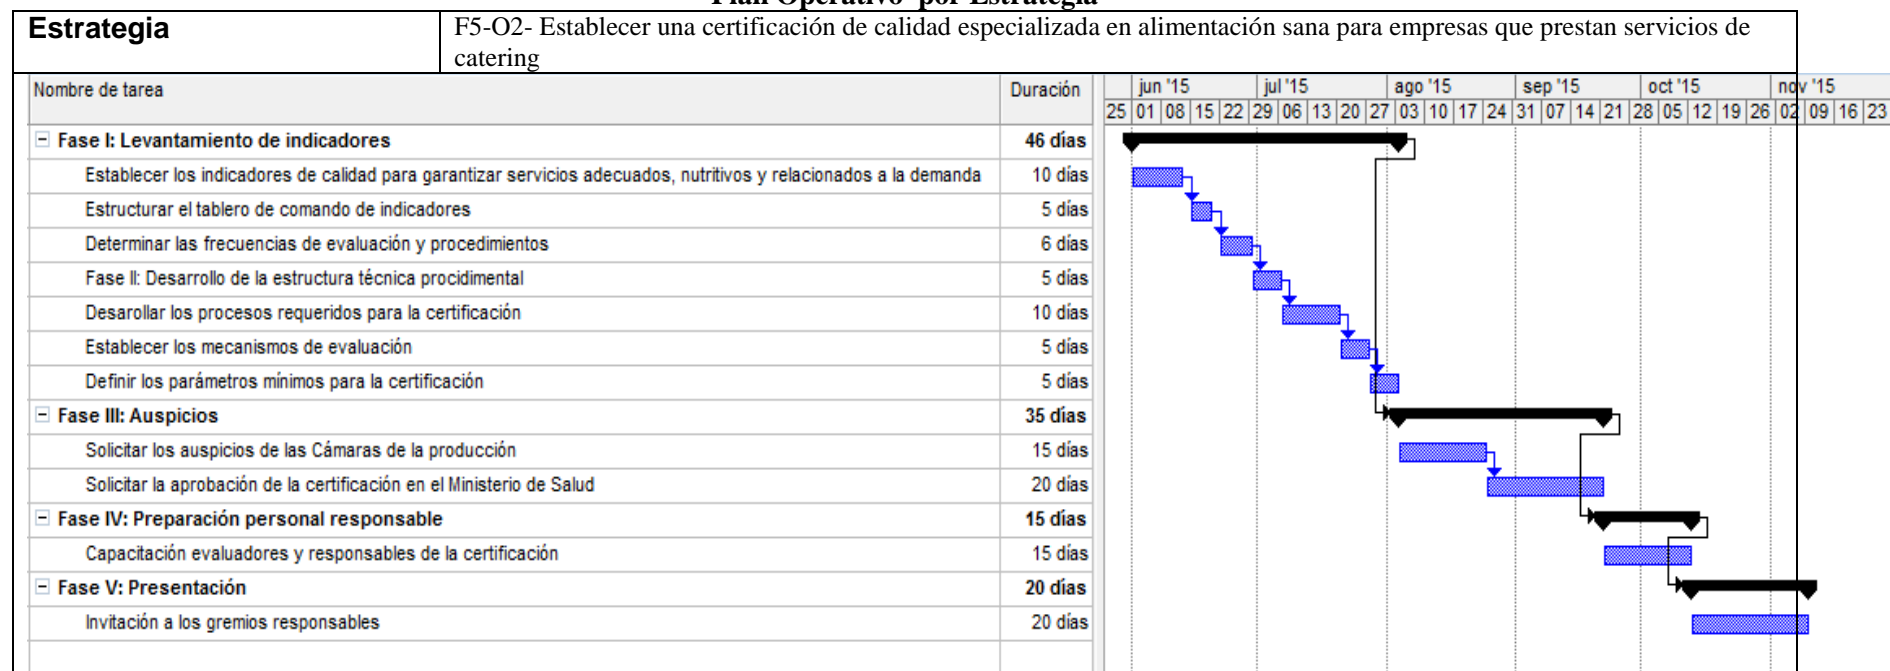 Plan Operativo por Estrategia
Estrategia
F5-O2- Establecer una certificación de calidad especializada en alimentación sana para empresas que prestan servicios de
catering
Nombre de tarea Duración jun '15 jul '15 ago '15 sep '15 oct '15 nov '15
25 01 08 15 22 29 06 13 20 27 03 10 17 24 31 07 14 21 28 05 12 19 26 02 09 16 23
Fase I: Levantamiento de indicadores 46 días
Establecer los indicadores de calidad para garantizar servicios adecuados, nutritivos y relacionados a la demanda 10 días
Estructurar el tablero de comando de indicadores 5 días
Determinar las frecuencias de evaluación y procedimientos 6 días
Fase II: Desarrollo de la estructura técnica procidimental 5 días
Desarollar los procesos requeridos para la certificación 10 días
Establecer los mecanismos de evaluación 5 días
Definir los parámetros mínimos para la certificación 5 días
Fase III: Auspicios 35 días
Solicitar los auspicios de las Cámaras de la producción 15 días
Solicitar la aprobación de la certificación en el Ministerio de Salud 20 días
Fase IV: Preparación personal responsable 15 días
Capacitación evaluadores y responsables de la certificación 15 días
Fase V: Presentación 20 días
Invitación a los gremios responsables 20 días